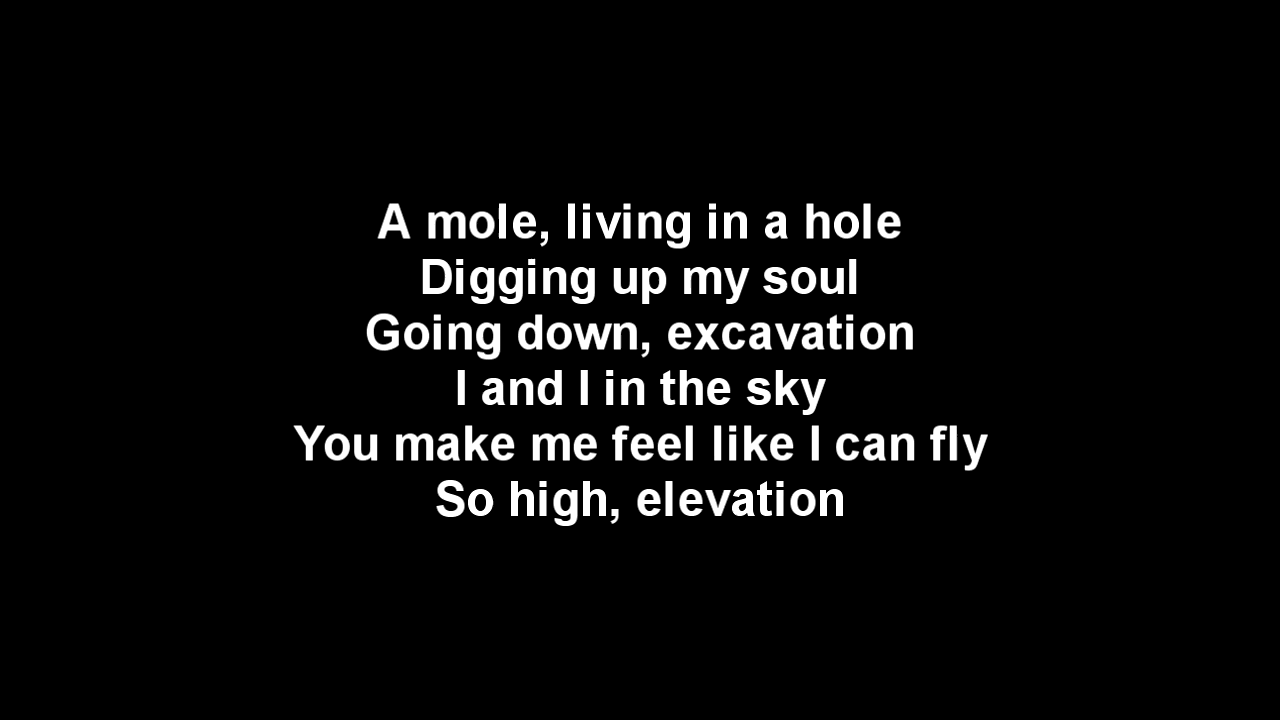 A mole, living in a hole
Digging up my soul
Going down, excavation
I and I in the sky
You make me feel like I can fly
So high, elevation